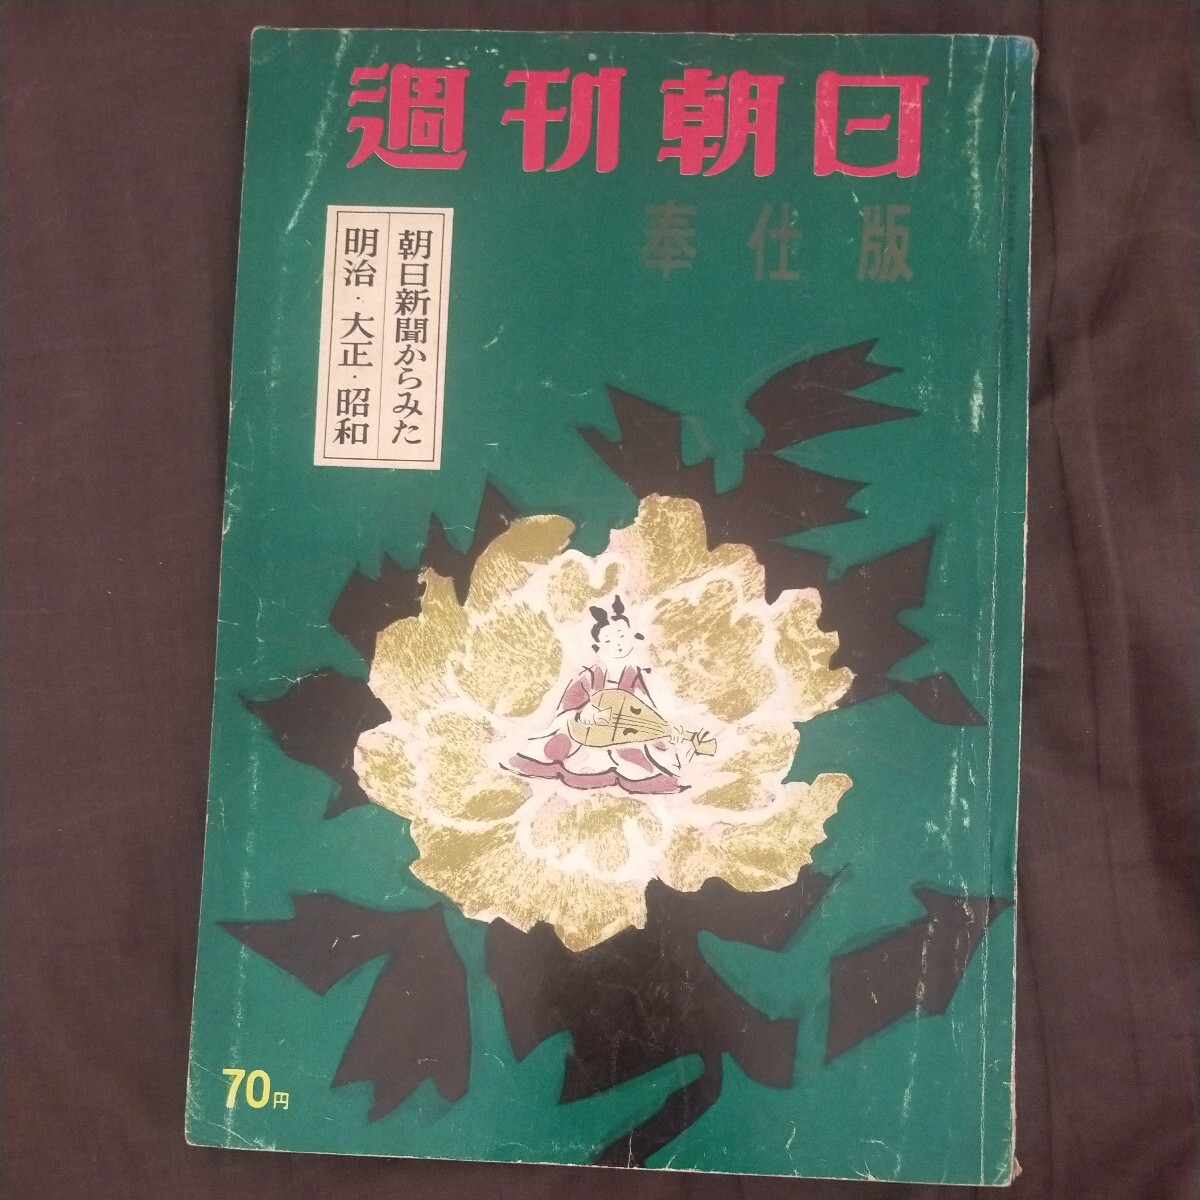 週刊朝日
奉仕版
朝日新聞からみた
明治・大正・昭和
70円